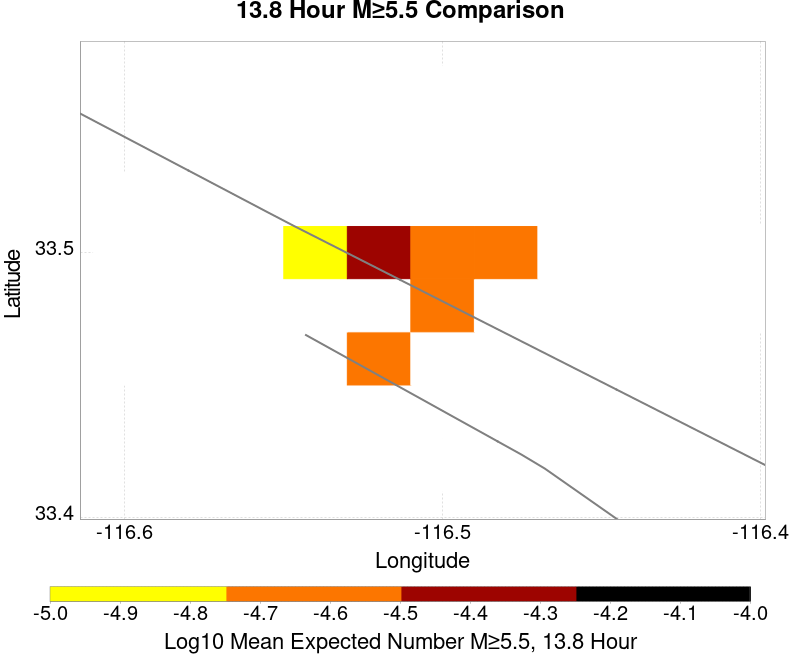 13.8 Hour M≥5.5 Comparison
Latitude
33.5
33.4
-116.6 -116.5 -116.4
Longitude
-5.0 -4.9 -4.8 -4.7 -4.6 -4.5 -4.4 -4.3 -4.2 -4.1 -4.0
Log10 Mean Expected Number M≥5.5, 13.8 Hour